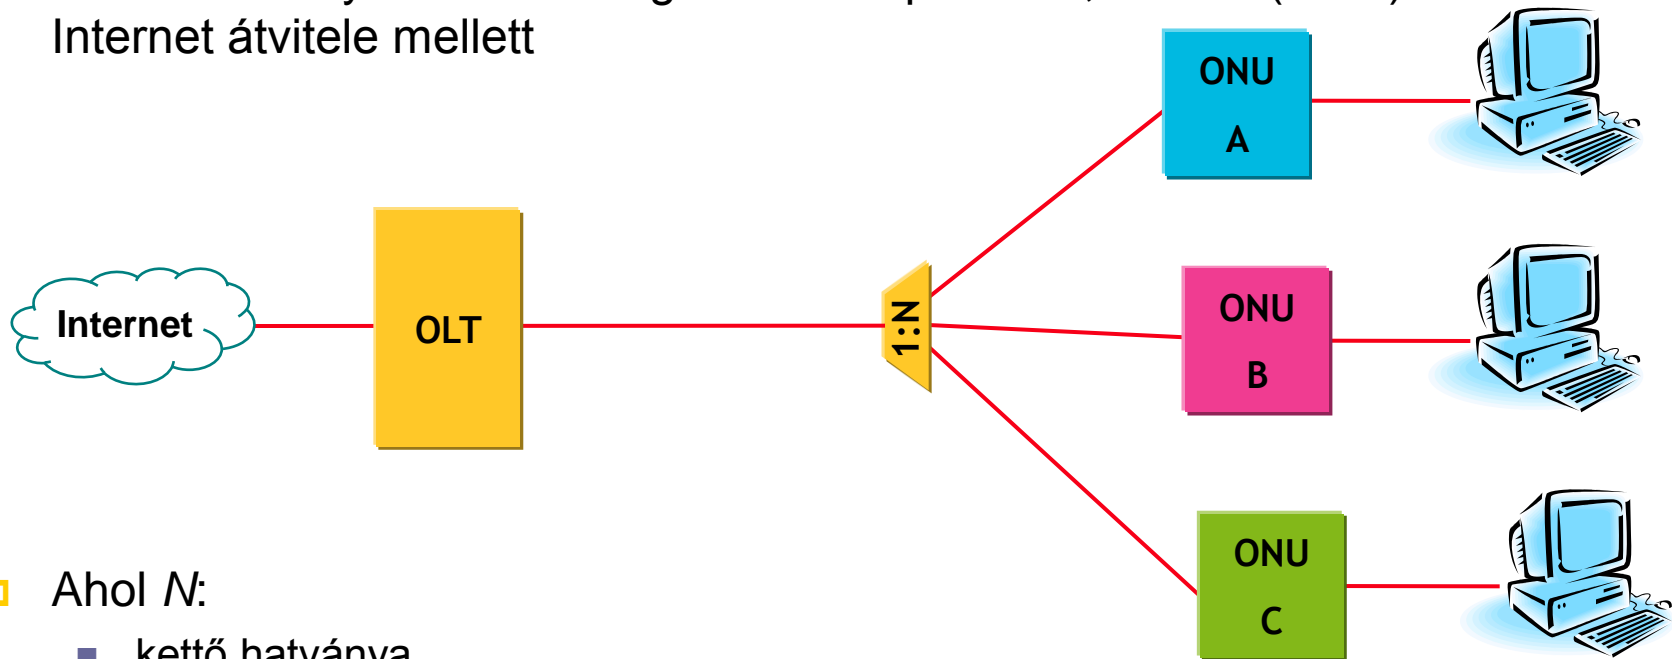 Internet átvitele mellett
ONU
A
Internet
OLT
1:N
ONU
B
ONU
C
Ahol N:
kettő hatványa